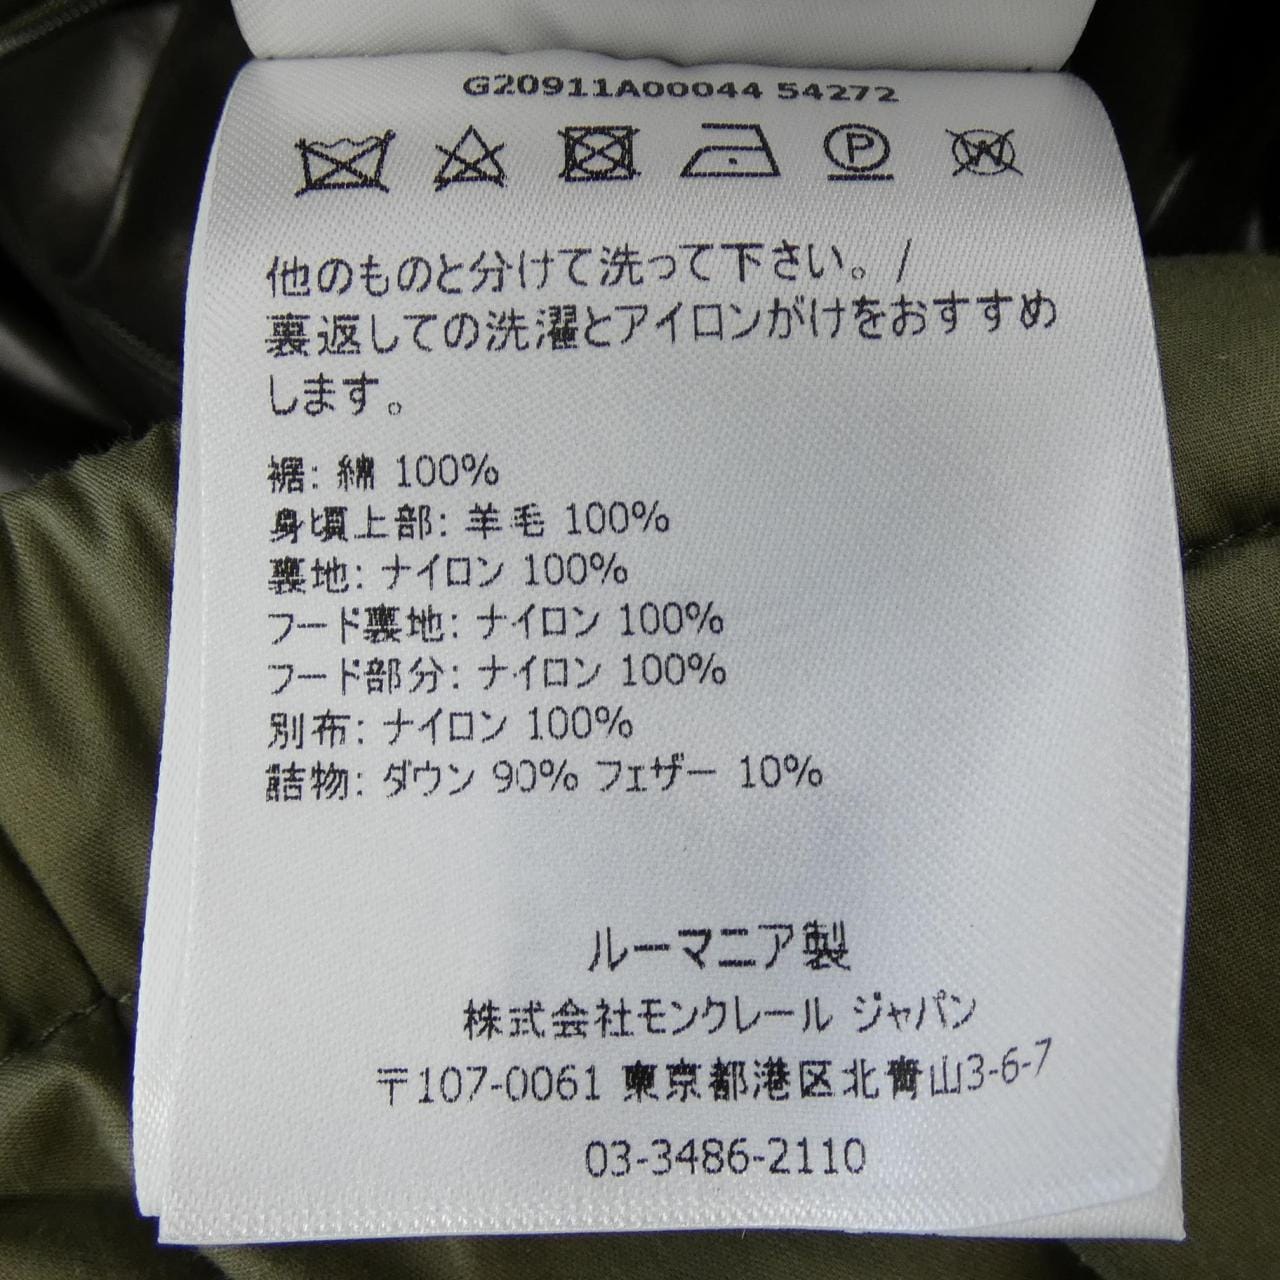 G20911A00044 54272
P
W
他のものと分けて洗って下さい。/
裏返しての洗濯とアイロンがけをおすすめ
します。
裾: 綿 100%
身頃上部: 羊毛 100%
裏地: ナイロン 100%
フード裏地: ナイロン 100%
フード部分: ナイロン 100%
別布: ナイロン 100%
詰物: ダウン 90% フェザー 10%
ルーマニア製
株式会社モンクレール ジャパン
〒107-0061 東京都港区北青山3-6-7
03-3486-2110